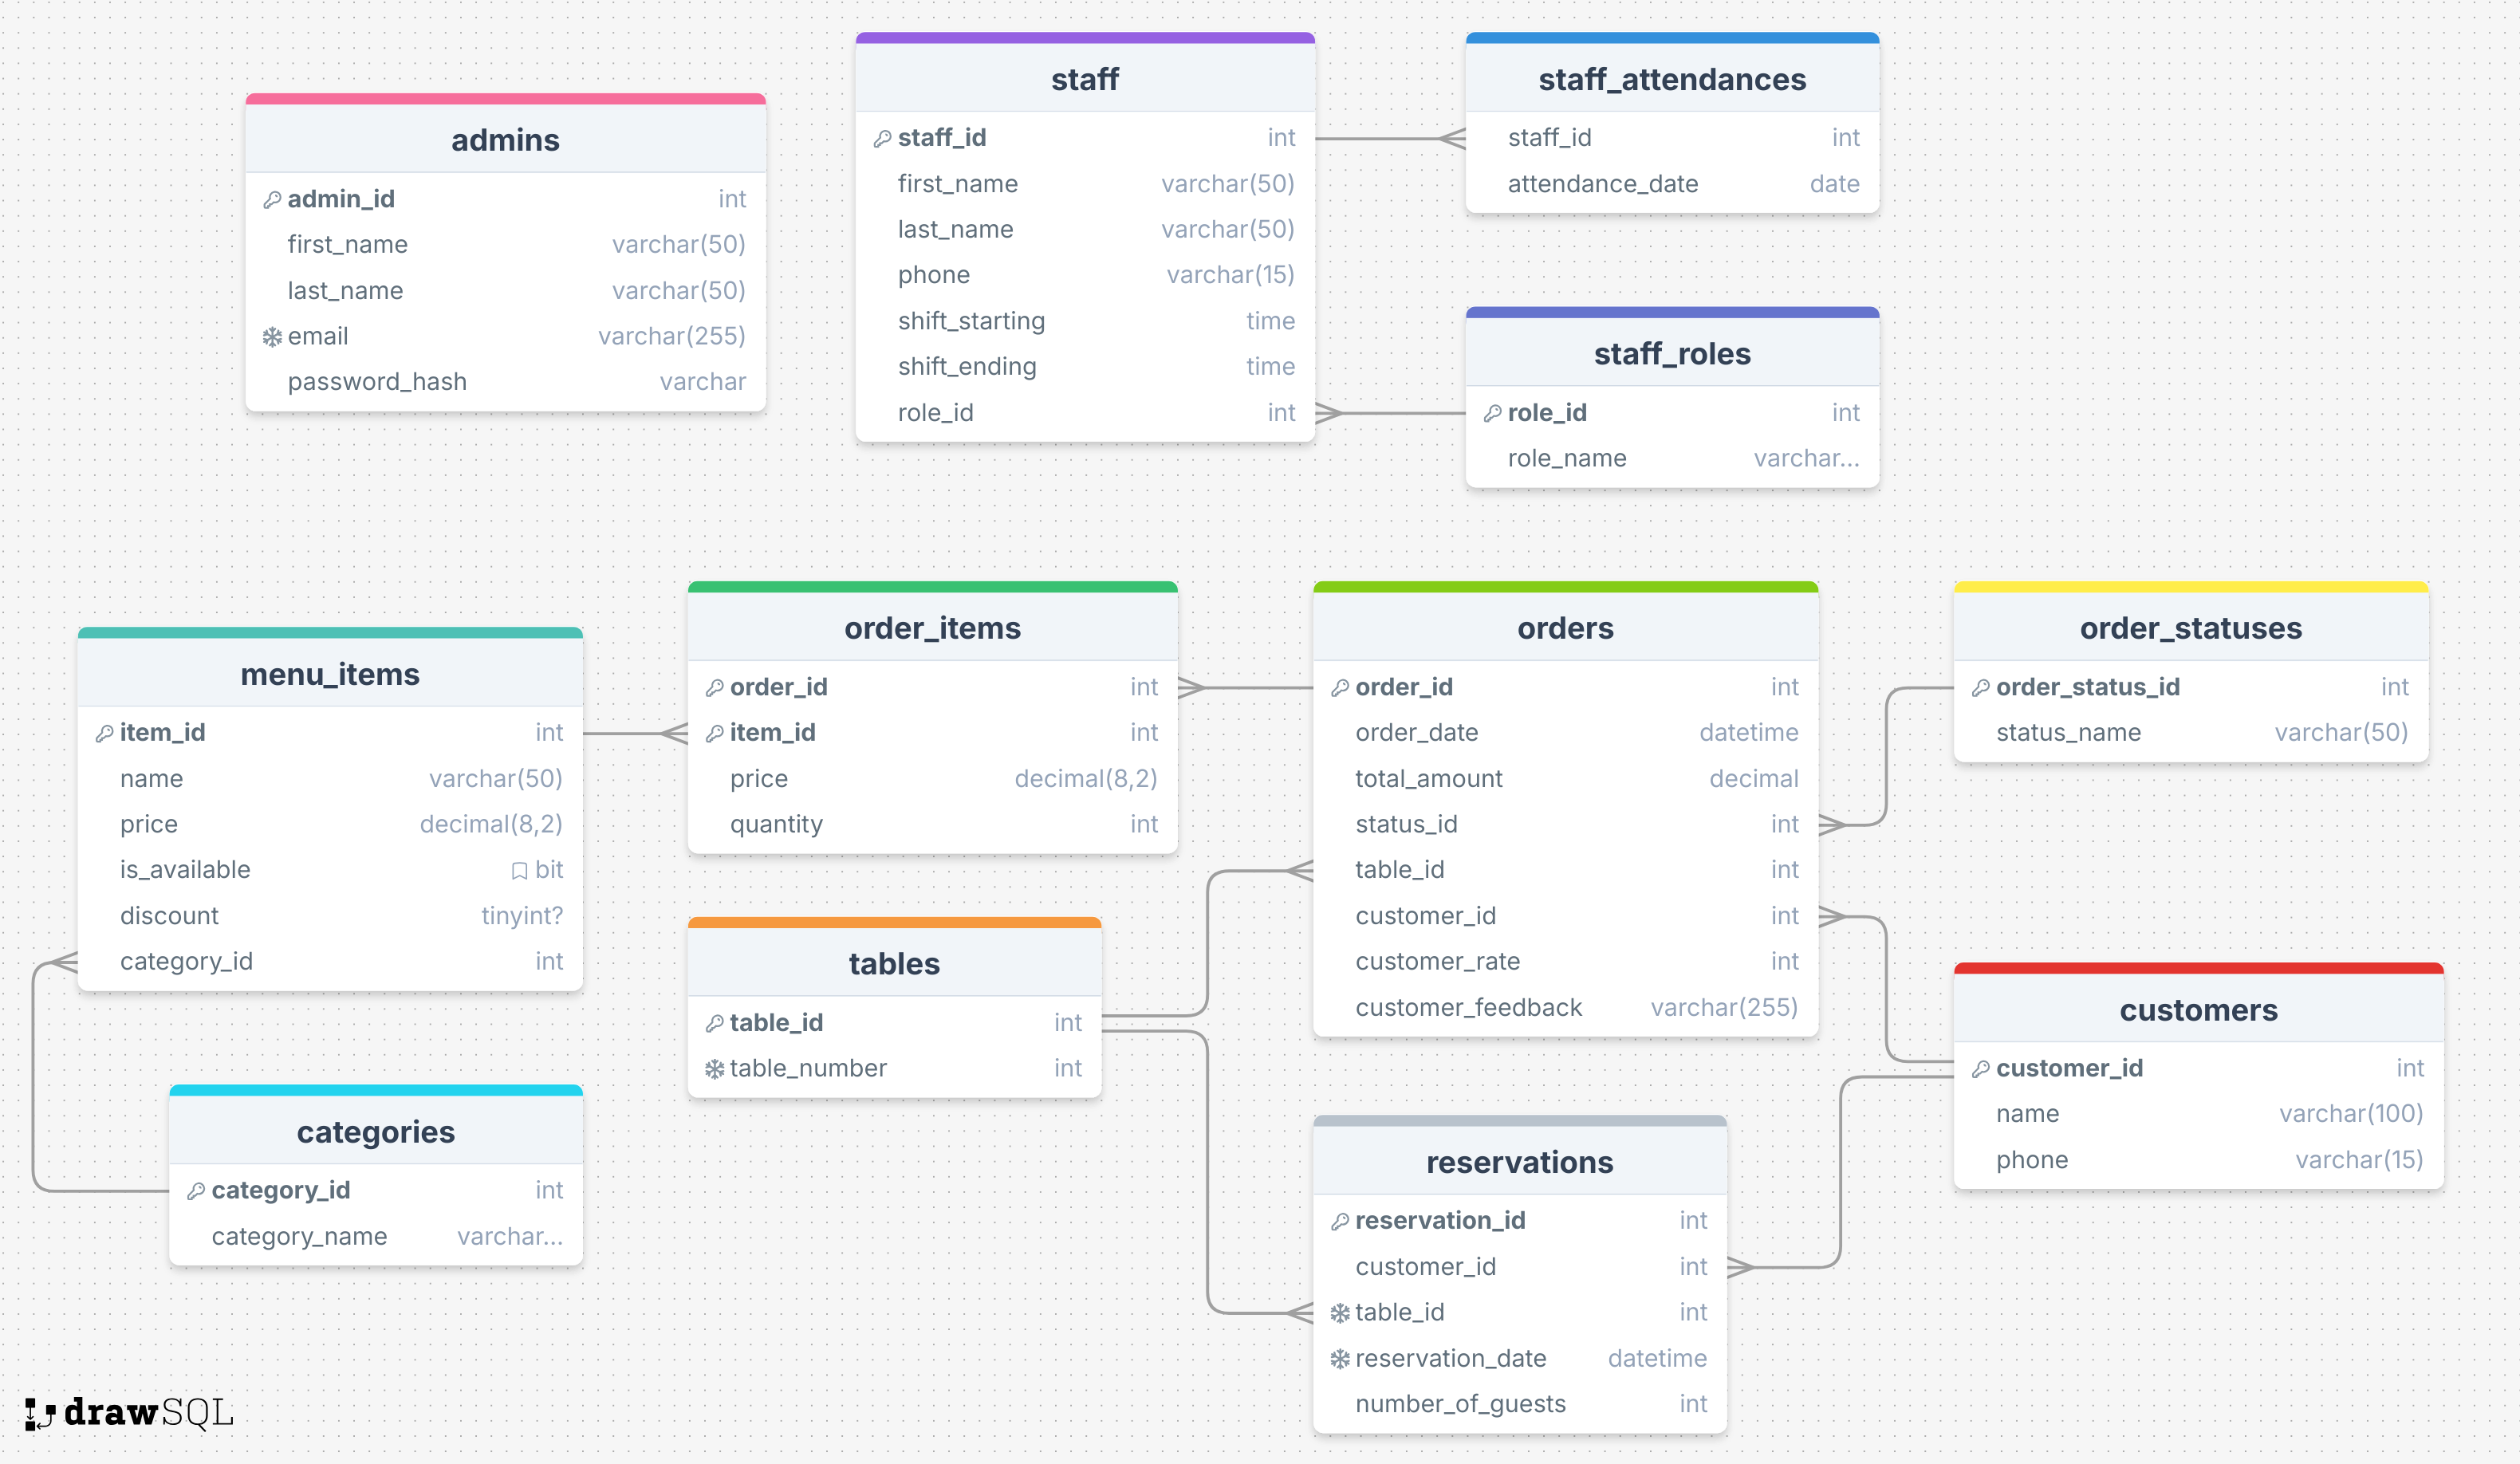 admins
admin_id int
first_name varchar(50)
last_name varchar(50)
email varchar(255)
password_hash varchar
staff
staff_id int
first_name varchar(50)
last_name varchar(50)
phone varchar(15)
shift_starting time
shift_ending time
role_id int
staff_attendances
staff_id int
attendance_date date
staff_roles
role_id int
role_name varchar...
menu_items
item_id int
name varchar(50)
price decimal(8,2)
is_available bit
discount tinyint?
category_id int
order_items
order_id int
item_id int
price decimal(8,2)
quantity int
orders
order_id int
order_date datetime
total_amount decimal
status_id int
table_id int
customer_id int
customer_rate int
customer_feedback varchar(255)
order_statuses
order_status_id int
status_name varchar(50)
tables
table_id int
table_number int
customers
customer_id int
name varchar(100)
phone varchar(15)
categories
category_id int
category_name varchar...
reservations
reservation_id int
customer_id int
table_id int
reservation_date datetime
number_of_guests int
drawSQL